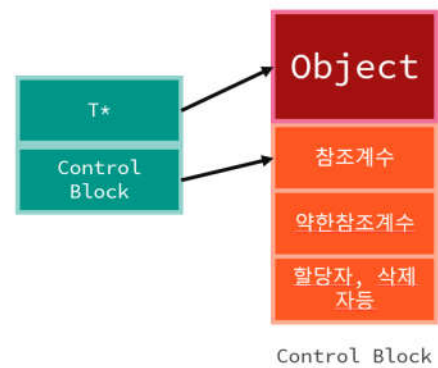 Object
T*
Control
Block
참조계수
약한참조계수
할당자, 삭제
자등
Control Block